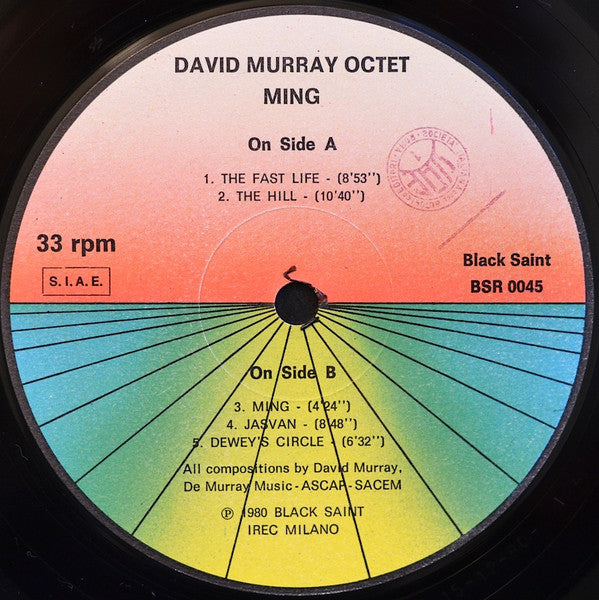 DAVID MURRAY OCTET
MING
On Side A
1. THE FAST LIFE - (8'53'')
2. THE HILL - (10'40'')
33 rpm
S.I.A.E.
Black Saint
BSR 0045
On Side B
3. MING - (4'24'')
4. JASVAN - (8'48'')
5. DEWEY'S CIRCLE - (6'32'')
All compositions by David Murray,
De Murray Music - ASCAP - SACEM
℗ 1980 BLACK SAINT
IREC MILANO